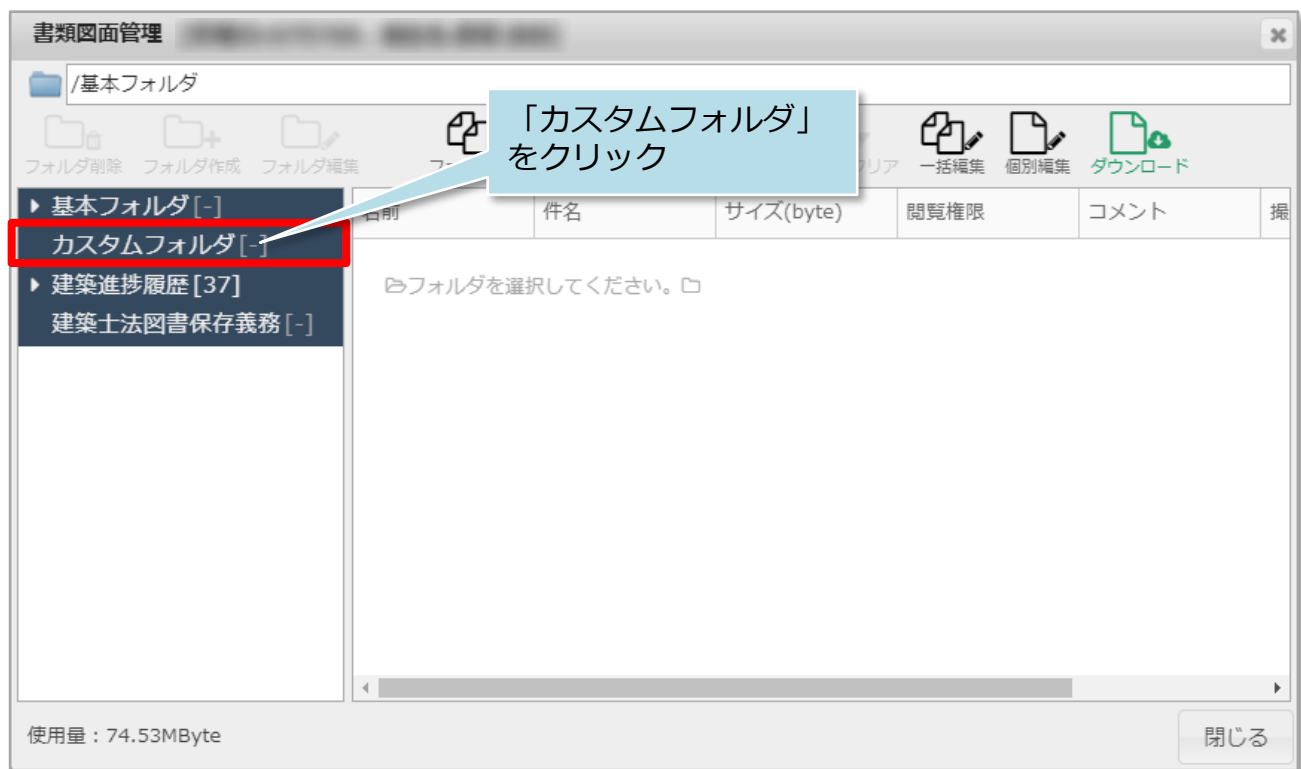 書類図面管理
/基本フォルダ
「カスタムフォルダ」
をクリック
フォルダ削除 フォルダ作成 フォルダ編集 一括編集 個別編集 ダウンロード
基本フォルダ[-]
カスタムフォルダ[-]
建築進捗履歴[37]
建築士法図書保存義務[-]
名前 件名 サイズ(byte) 閲覧権限 コメント 撮
フォルダを選択してください。
使用量：74.53MByte
閉じる